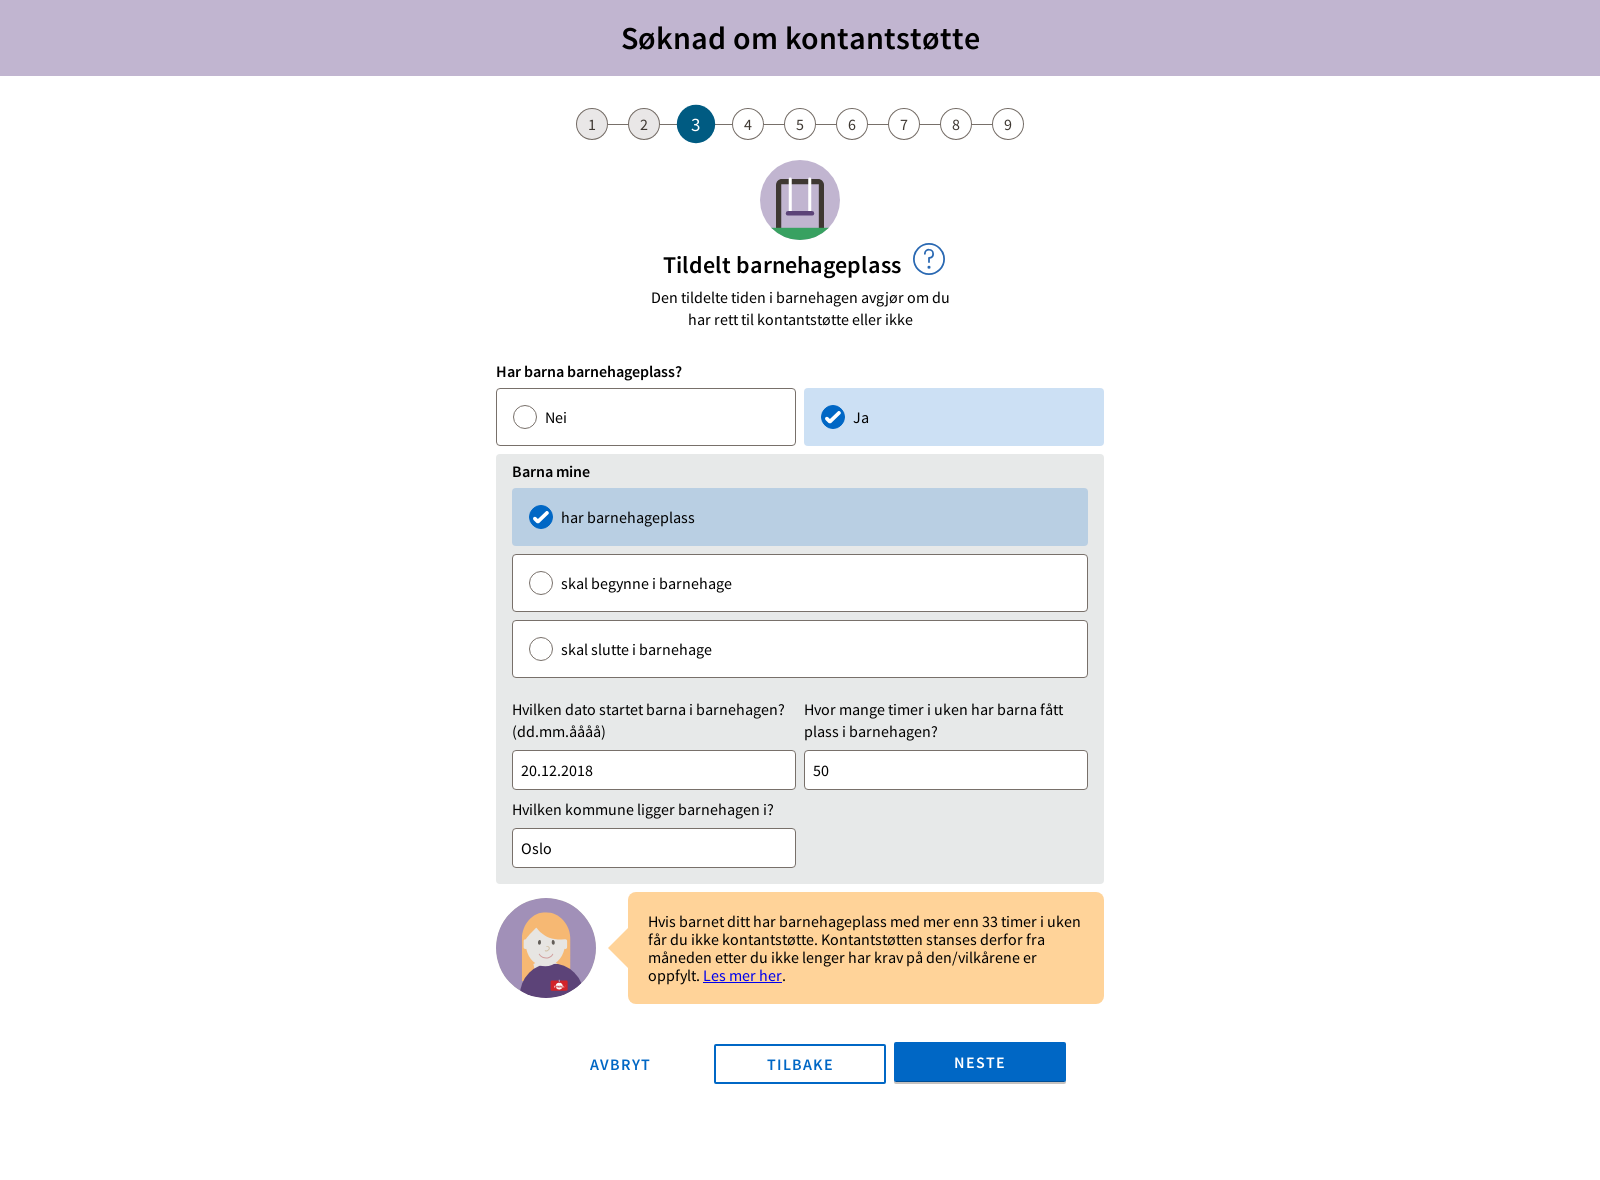 Søknad om kontantstøtte
1 2 3 4 5 6 7 8 9
Tildelt barnehageplass ?
Den tildelte tiden i barnehagen avgjør om du
har rett til kontantstøtte eller ikke
Har barna barnehageplass?
Nei
Ja
Barna mine
har barnehageplass
skal begynne i barnehage
skal slutte i barnehage
Hvilken dato startet barna i barnehagen?
(dd.mm.åååå)
20.12.2018
Hvor mange timer i uken har barna fått
plass i barnehagen?
50
Hvilken kommune ligger barnehagen i?
Oslo
Hvis barnet ditt har barnehageplass med mer enn 33 timer i uken
får du ikke kontantstøtte. Kontantstøtten stanses derfor fra
måneden etter du ikke lenger har krav på den/vilkårene er
oppfylt. Les mer her.
AVBRYT
TILBAKE
NESTE